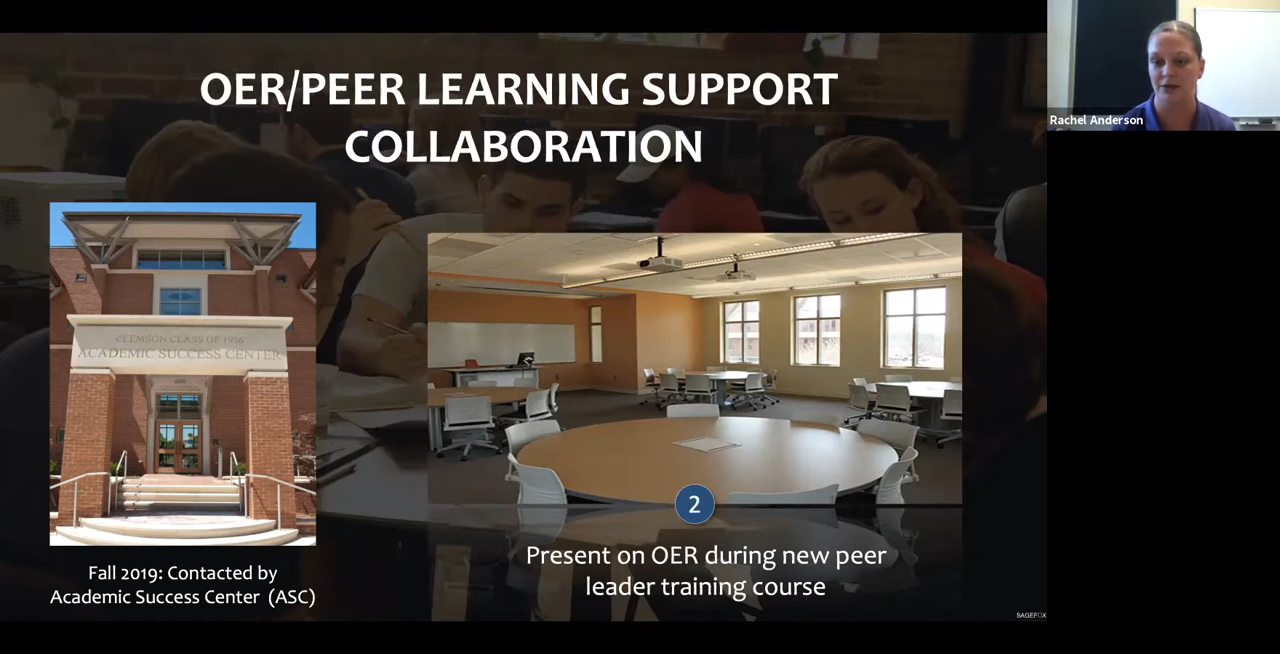 OER/PEER LEARNING SUPPORT
COLLABORATION
Rachel Anderson
CLEMSON CLASS OF 1956
ACADEMIC SUCCESS CENTER
2
Fall 2019: Contacted by
Academic Success Center (ASC)
Present on OER during new peer
leader training course
SAGEFOX